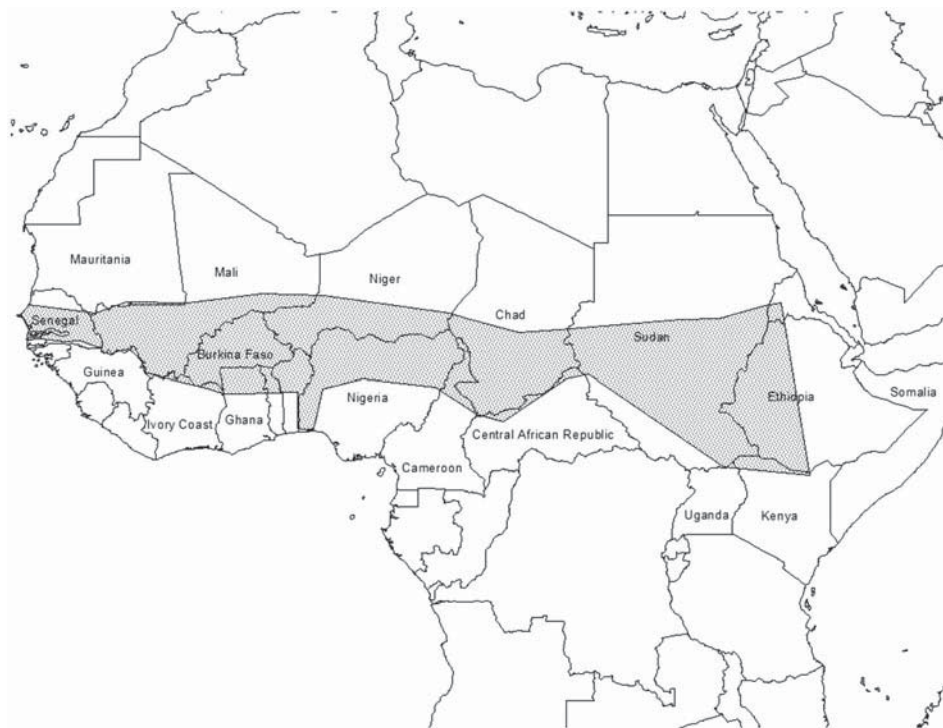 Mauritania
Mali
Niger
Chad
Senegal
Sudan
Burkina Faso
Guinea
Ethiopia
Somalia
Nigeria
Ivory Coast
Ghana
Central African Republic
Cameroon
Uganda
Kenya